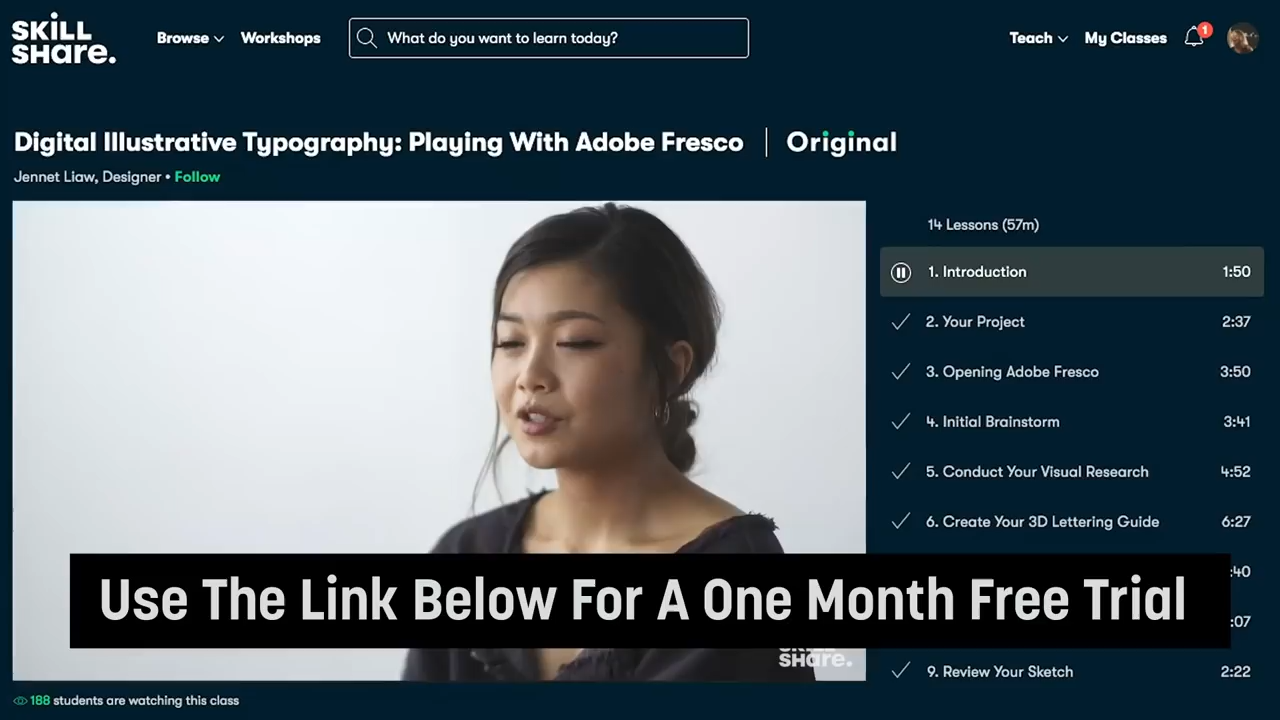 SKiLL
SHare.
Browse
Workshops
What do you want to learn today?
Teach
My Classes
1
Digital Illustrative Typography: Playing With Adobe Fresco | Original
Jennet Liaw, Designer • Follow
14 Lessons (57m)
1. Introduction 1:50
2. Your Project 2:37
3. Opening Adobe Fresco 3:50
4. Initial Brainstorm 3:41
5. Conduct Your Visual Research 4:52
6. Create Your 3D Lettering Guide 6:27
:40
Use The Link Below For A One Month Free Trial
:07
SHare.
9. Review Your Sketch 2:22
188 students are watching this class